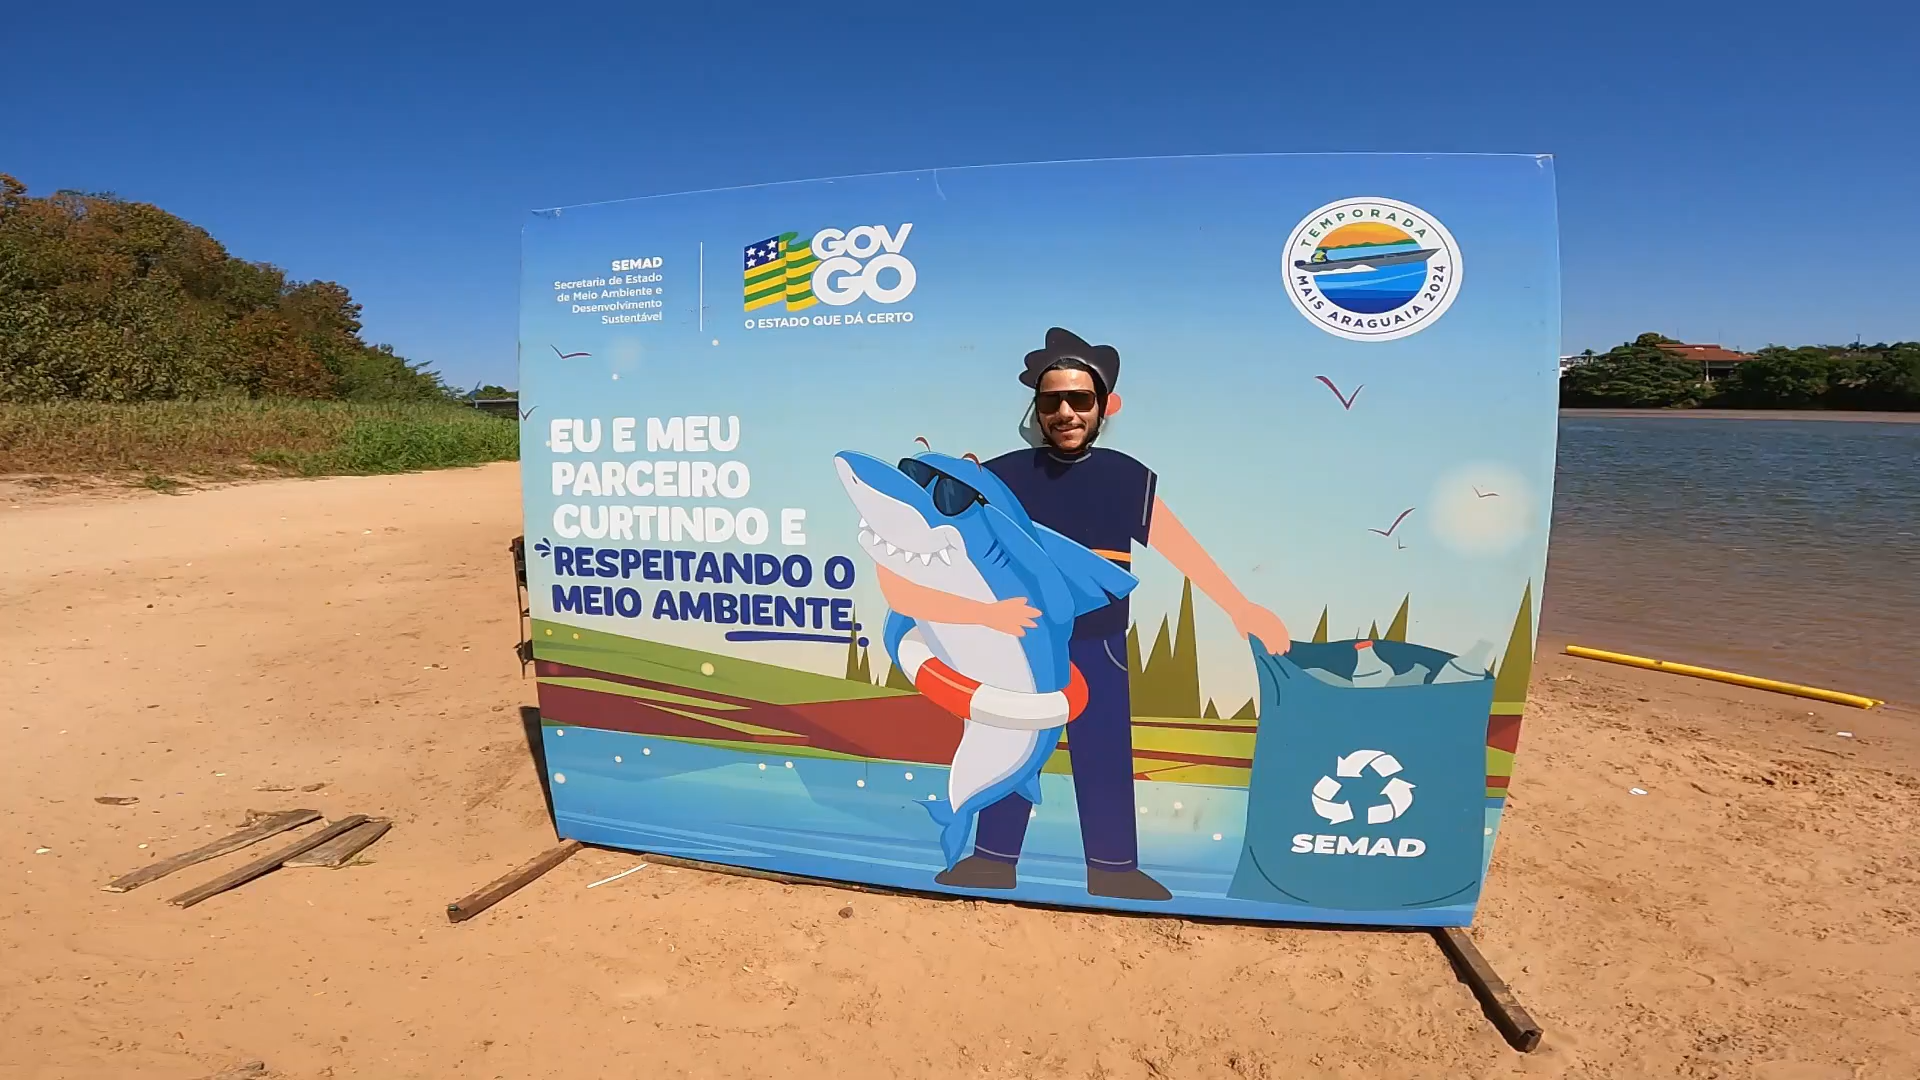 SEMAD
Secretaria de Estado
de Meio Ambiente e
Desenvolvimento
Sustentável
GOV
GO
O ESTADO QUE DÁ CERTO
TEMPORADA
MAIS ARAGUAIA 2024
EU E MEU
PARCEIRO
CURTINDO E
RESPEITANDO O
MEIO AMBIENTE.
SEMAD